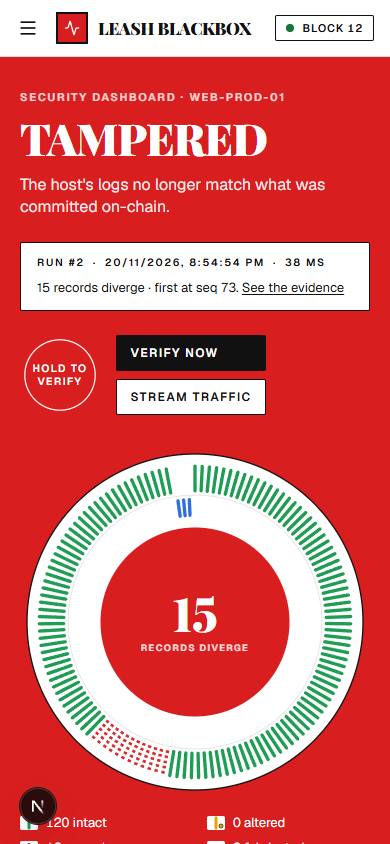 LEASH BLACKBOX
BLOCK 12
SECURITY DASHBOARD · WEB-PROD-01
TAMPERED
The host's logs no longer match what was
committed on-chain.
RUN #2 · 20/11/2026, 8:54:54 PM · 38 MS
15 records diverge · first at seq 73. See the evidence
HOLD TO
VERIFY
VERIFY NOW
STREAM TRAFFIC
15
RECORDS DIVERGE
N
120 intact
0 altered